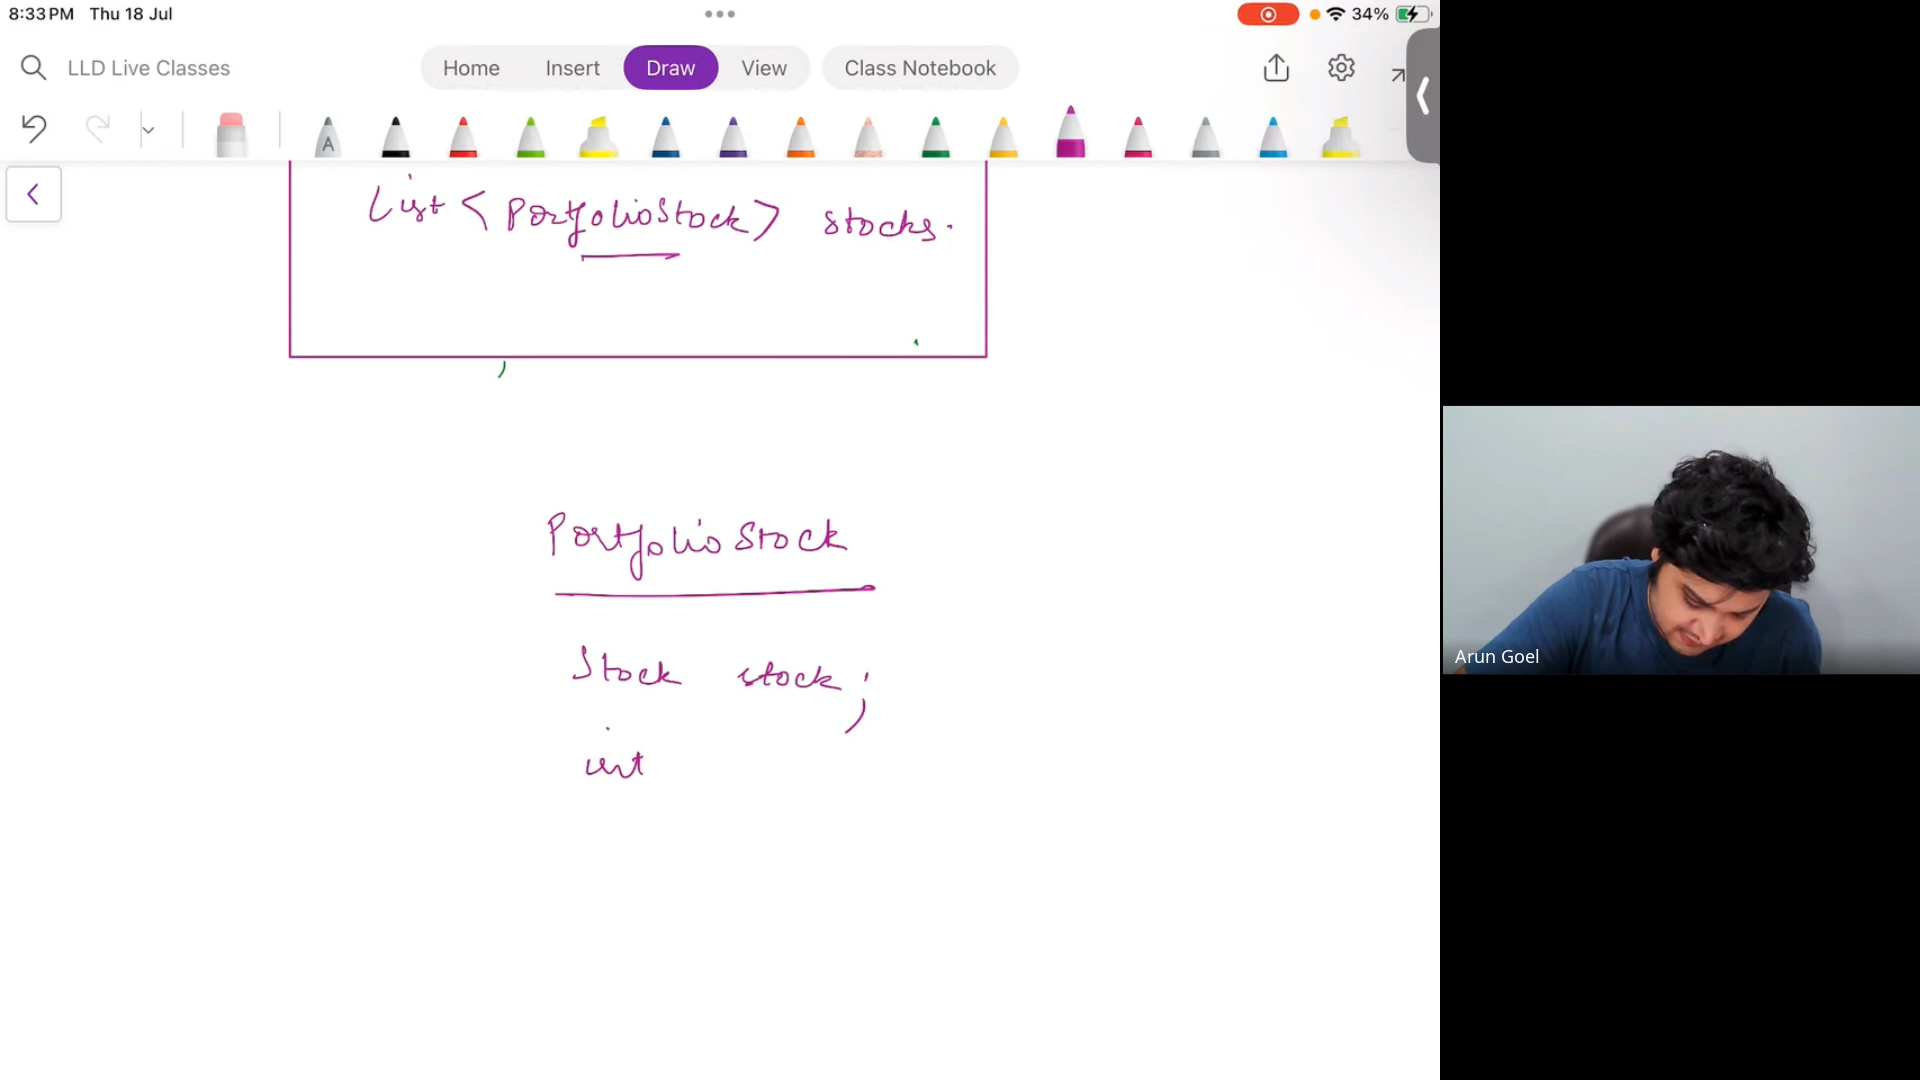 8:33 PM Thu 18 Jul
34%
LLD Live Classes
Home Insert Draw View Class Notebook
A
List < PortfolioStock > stocks.
PortfolioStock
Stock stock ;
int
Arun Goel